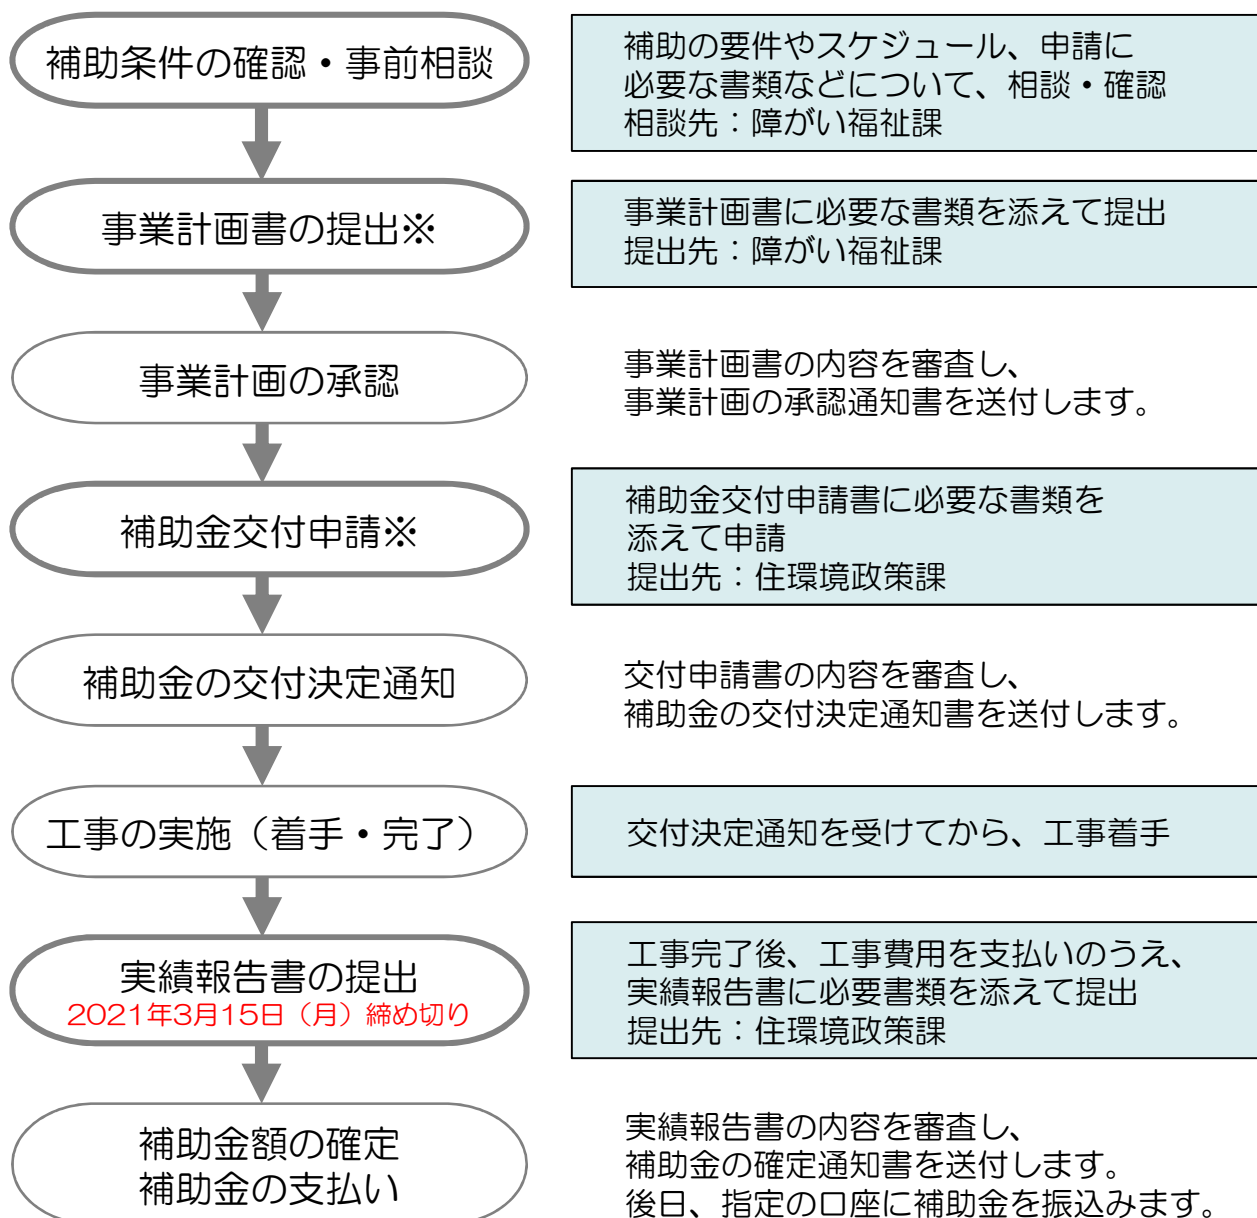 補助条件の確認・事前相談
補助の要件やスケジュール、申請に
必要な書類などについて、相談・確認
相談先：障がい福祉課
事業計画書の提出※
事業計画書に必要な書類を添えて提出
提出先：障がい福祉課
事業計画の承認
事業計画書の内容を審査し、
事業計画の承認通知書を送付します。
補助金交付申請※
補助金交付申請書に必要な書類を
添えて申請
提出先：住環境政策課
補助金の交付決定通知
交付申請書の内容を審査し、
補助金の交付決定通知書を送付します。
工事の実施（着手・完了）
交付決定通知を受けてから、工事着手
実績報告書の提出
2021年3月15日（月）締め切り
工事完了後、工事費用を支払いのうえ、
実績報告書に必要書類を添えて提出
提出先：住環境政策課
補助金額の確定
補助金の支払い
実績報告書の内容を審査し、
補助金の確定通知書を送付します。
後日、指定の口座に補助金を振込みます。